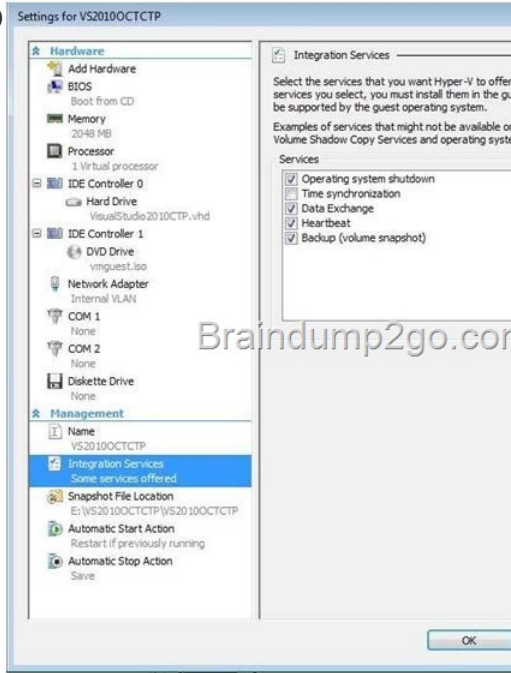 Settings for VS2010OCTCTP
Hardware
Add Hardware
BIOS
Boot from CD
Memory
2048 MB
Processor
1 Virtual processor
IDE Controller 0
Hard Drive
VisualStudio2010CTP.vhd
IDE Controller 1
DVD Drive
vmguest.iso
Network Adapter
Internal VLAN
COM 1
None
COM 2
None
Diskette Drive
None
Management
Name
VS2010OCTCTP
Integration Services
Some services offered
Snapshot File Location
E:\VS2010OCTCTP\VS2010OCTCTP
Automatic Start Action
Restart if previously running
Automatic Stop Action
Save
Integration Services
Select the services that you want Hyper-V to offer
services you select, you must install them in the gu
be supported by the guest operating system.
Examples of services that might not be available o
Volume Shadow Copy Services and operating syste
Services
Operating system shutdown
Time synchronization
Data Exchange
Heartbeat
Backup (volume snapshot)
Braindump2go.com
OK